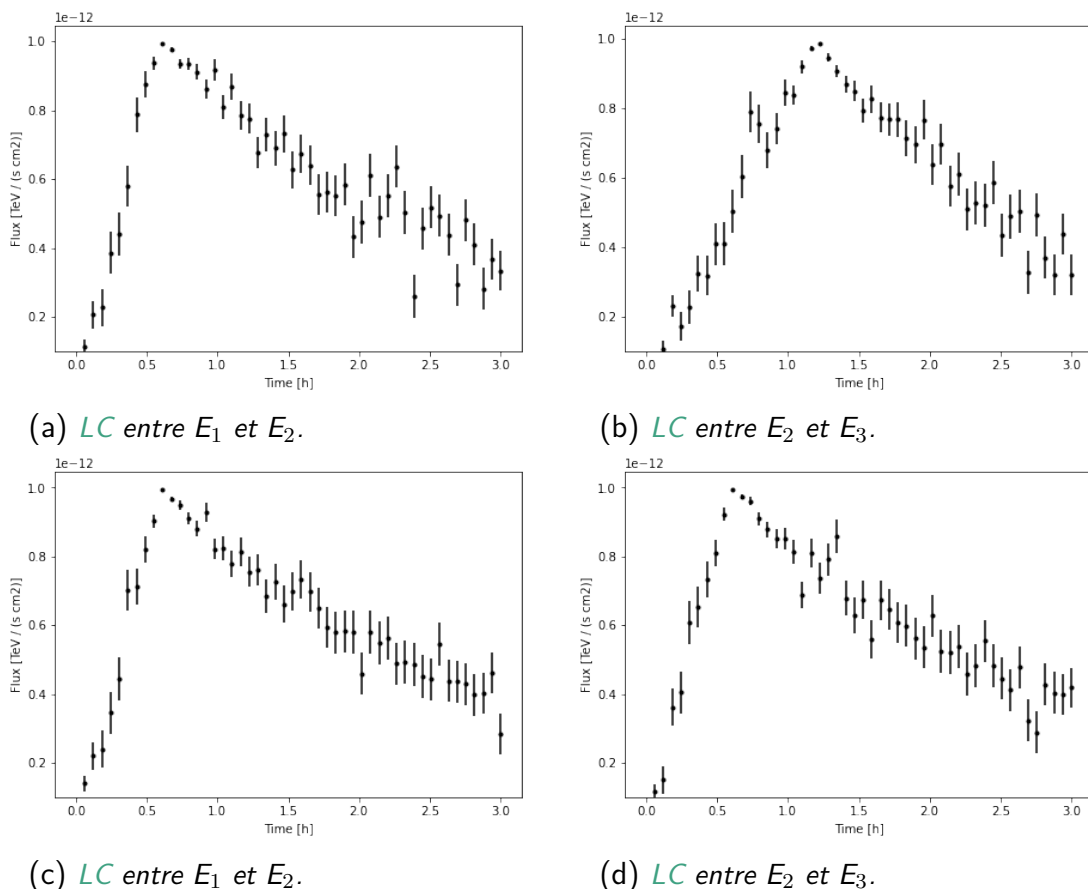 1e−12
Flux [TeV / (s cm2)]
1.0
0.8
0.6
0.4
0.2
0.0 0.5 1.0 1.5 2.0 2.5 3.0
Time [h]
(a) LC entre E₁ et E₂.
1e−12
Flux [TeV / (s cm2)]
1.0
0.8
0.6
0.4
0.2
0.0 0.5 1.0 1.5 2.0 2.5 3.0
Time [h]
(b) LC entre E₂ et E₃.
1e−12
Flux [TeV / (s cm2)]
1.0
0.8
0.6
0.4
0.2
0.0 0.5 1.0 1.5 2.0 2.5 3.0
Time [h]
(c) LC entre E₁ et E₂.
1e−12
Flux [TeV / (s cm2)]
1.0
0.8
0.6
0.4
0.2
0.0 0.5 1.0 1.5 2.0 2.5 3.0
Time [h]
(d) LC entre E₂ et E₃.